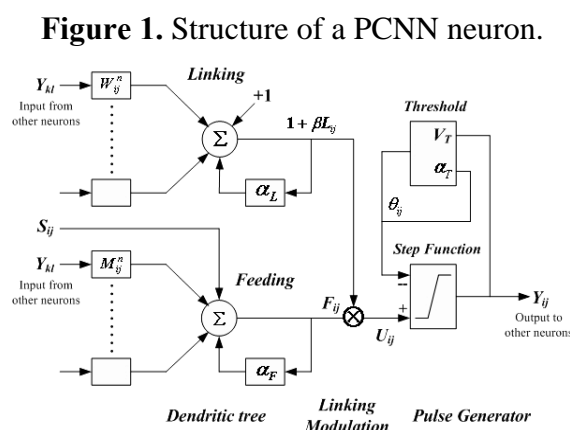 Figure 1. Structure of a PCNN neuron.
Linking
Y_kl
W_ij^n
Input from
other neurons
+1
Σ
1 + βL_ij
α_L
Threshold
V_T
α_T
θ_ij
S_ij
Y_kl
M_ij^n
Input from
other neurons
Feeding
Σ
F_ij
α_F
Step Function
−
+
U_ij
Y_ij
Output to
other neurons
Dendritic tree
Linking
Modulation
Pulse Generator